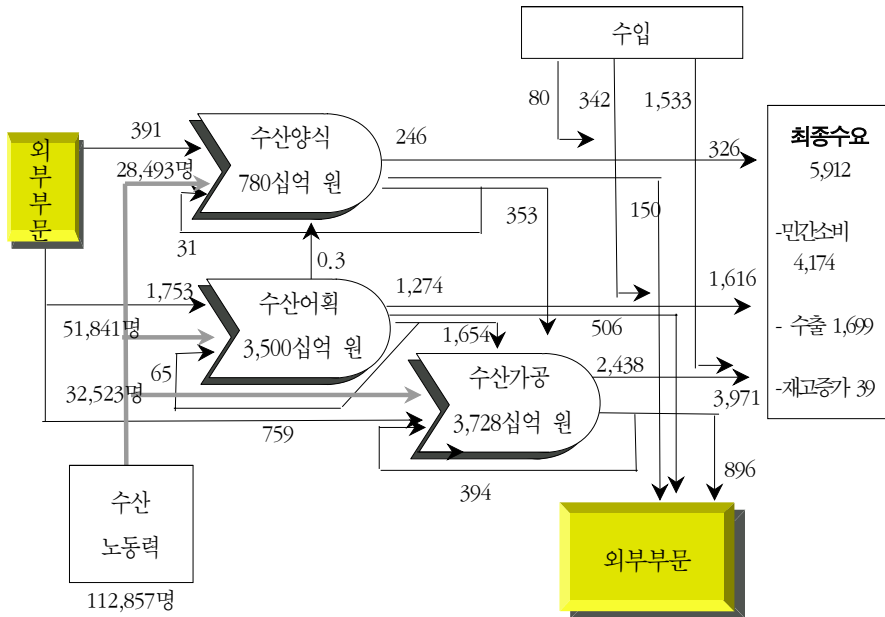 수입
80
342
1,533
외
부
부
문
391
수산양식
780십억 원
246
326
최종수요
5,912
28,493명
31
353
150
-민간소비
4,174
0.3
1,753
수산어획
3,500십억 원
1,274
1,616
51,841명
65
1,654
506
- 수출 1,699
32,523명
수산가공
3,728십억 원
2,438
3,971
-재고증가 39
759
394
896
수산
노동력
외부부문
112,857명